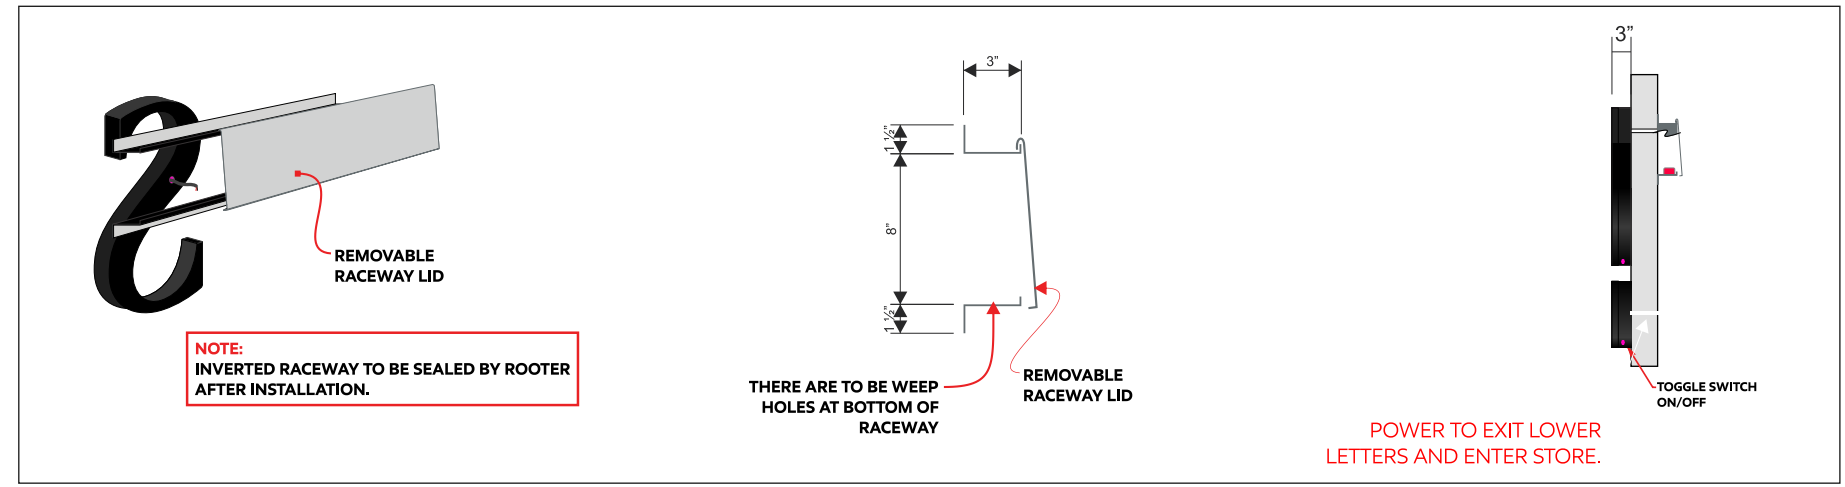 REMOVABLE
RACEWAY LID
NOTE:
INVERTED RACEWAY TO BE SEALED BY ROOTER
AFTER INSTALLATION.
3”
1 ½”
8”
1 ½”
THERE ARE TO BE WEEP
HOLES AT BOTTOM OF
RACEWAY
REMOVABLE
RACEWAY LID
3”
TOGGLE SWITCH
ON/OFF
POWER TO EXIT LOWER
LETTERS AND ENTER STORE.